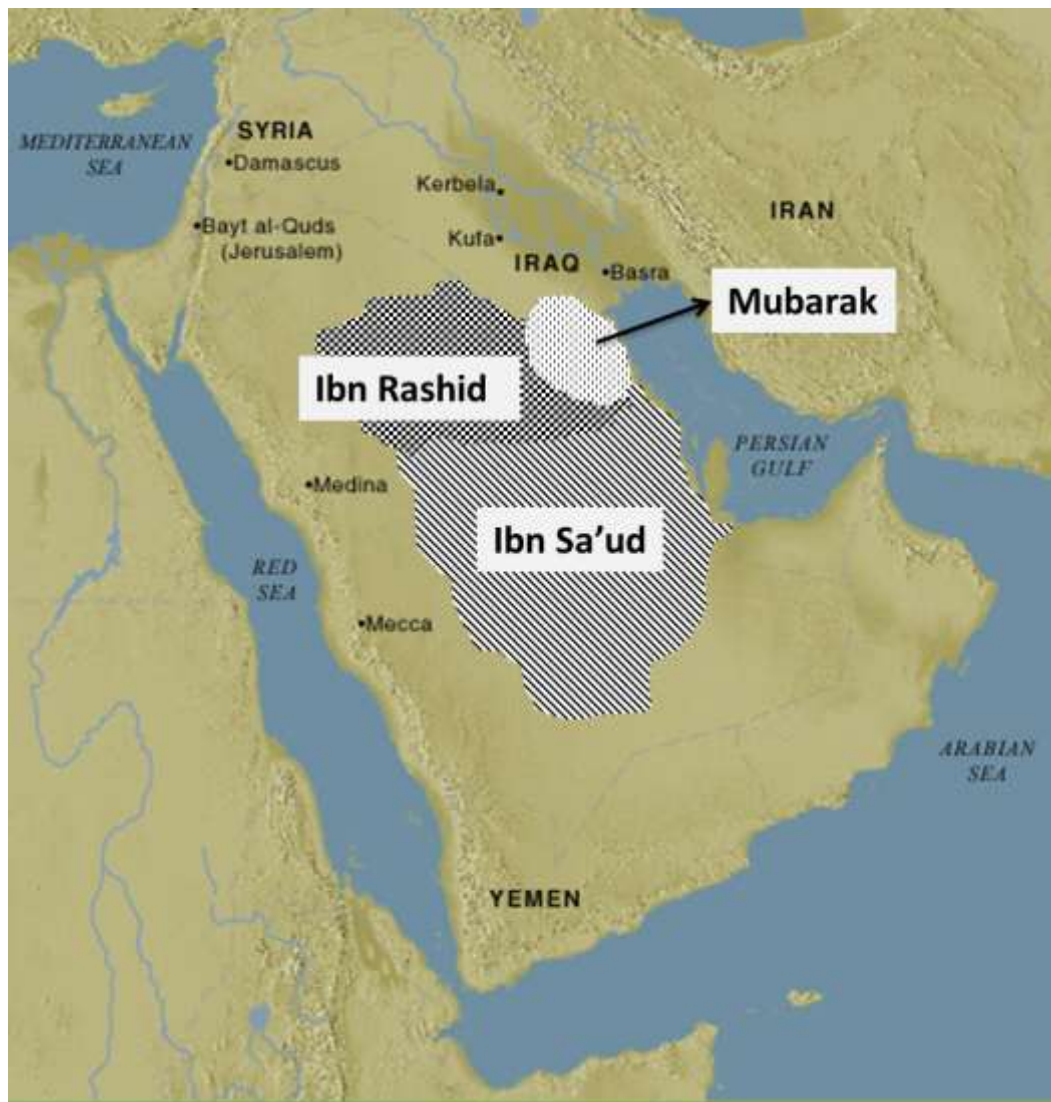 SYRIA
MEDITERRANEAN
SEA
•Damascus
Kerbela•
IRAN
•Bayt al-Quds
(Jerusalem)
Kufa•
IRAQ
•Basra
Mubarak
Ibn Rashid
PERSIAN
GULF
•Medina
Ibn Sa’ud
RED
SEA
•Mecca
ARABIAN
SEA
YEMEN